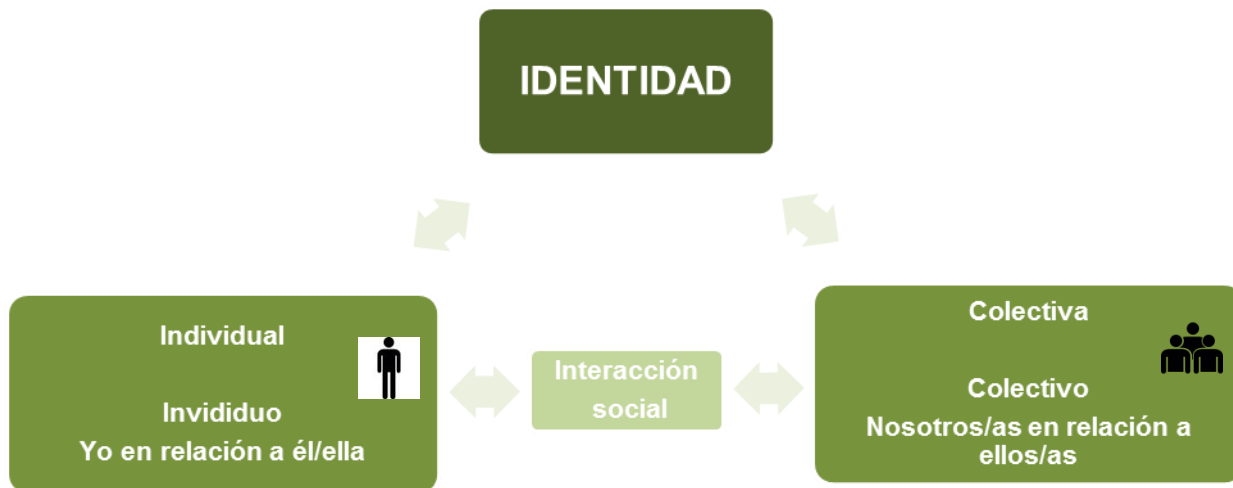 IDENTIDAD
Individual
Invididuo
Yo en relación a él/ella
Interacción
social
Colectiva
Colectivo
Nosotros/as en relación a
ellos/as